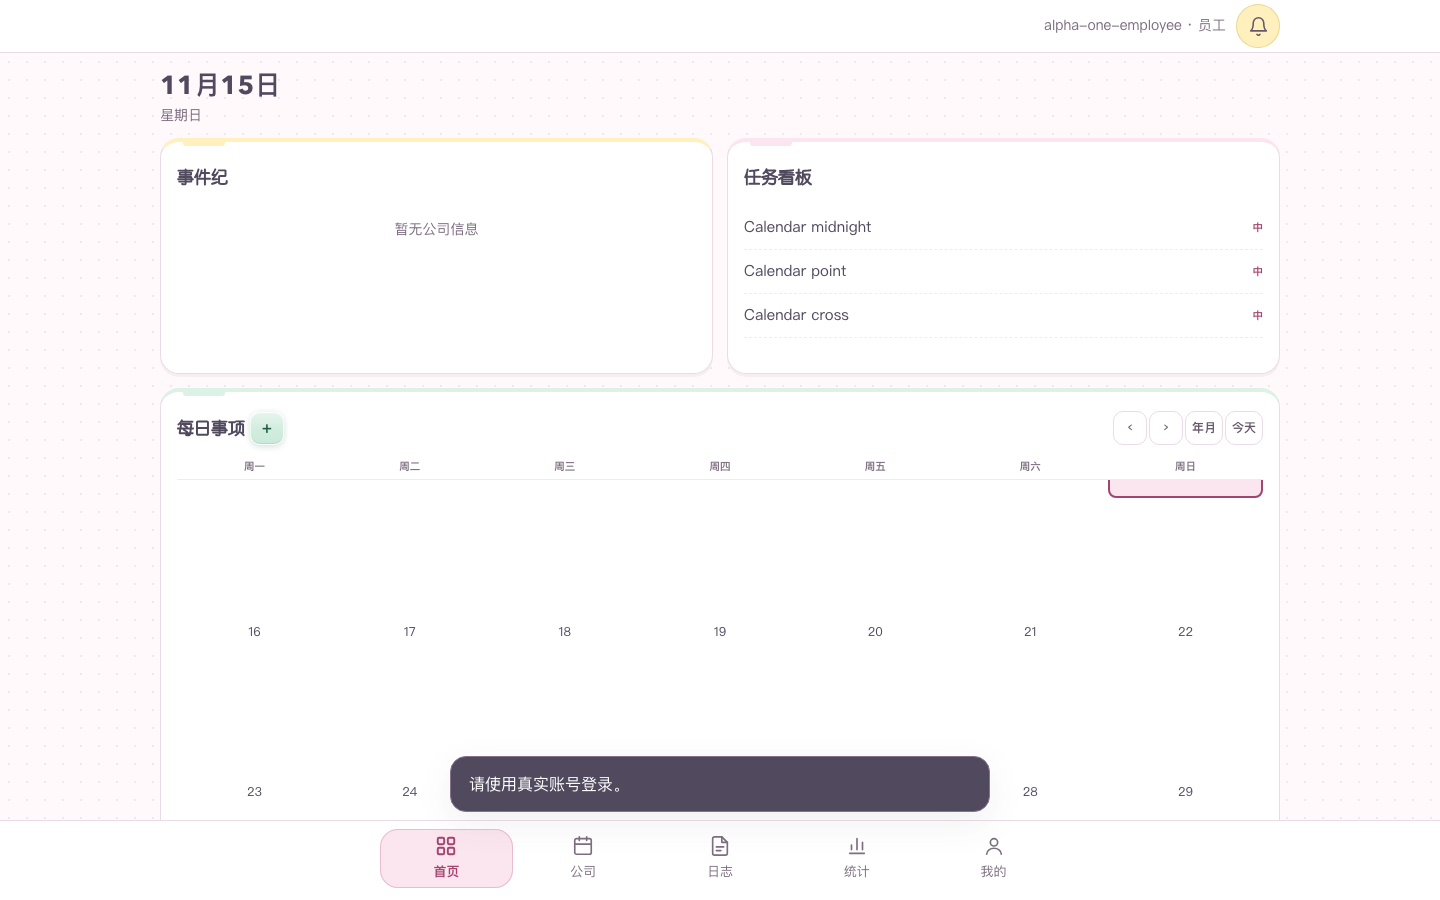 alpha-one-employee · 员工
11月15日
星期日
事件纪
暂无公司信息
任务看板
Calendar midnight 中
Calendar point 中
Calendar cross 中
每日事项 +
‹ › 年月 今天
周一 周二 周三 周四 周五 周六 周日
16 17 18 19 20 21 22
23 24 28 29
请使用真实账号登录。
首页 公司 日志 统计 我的